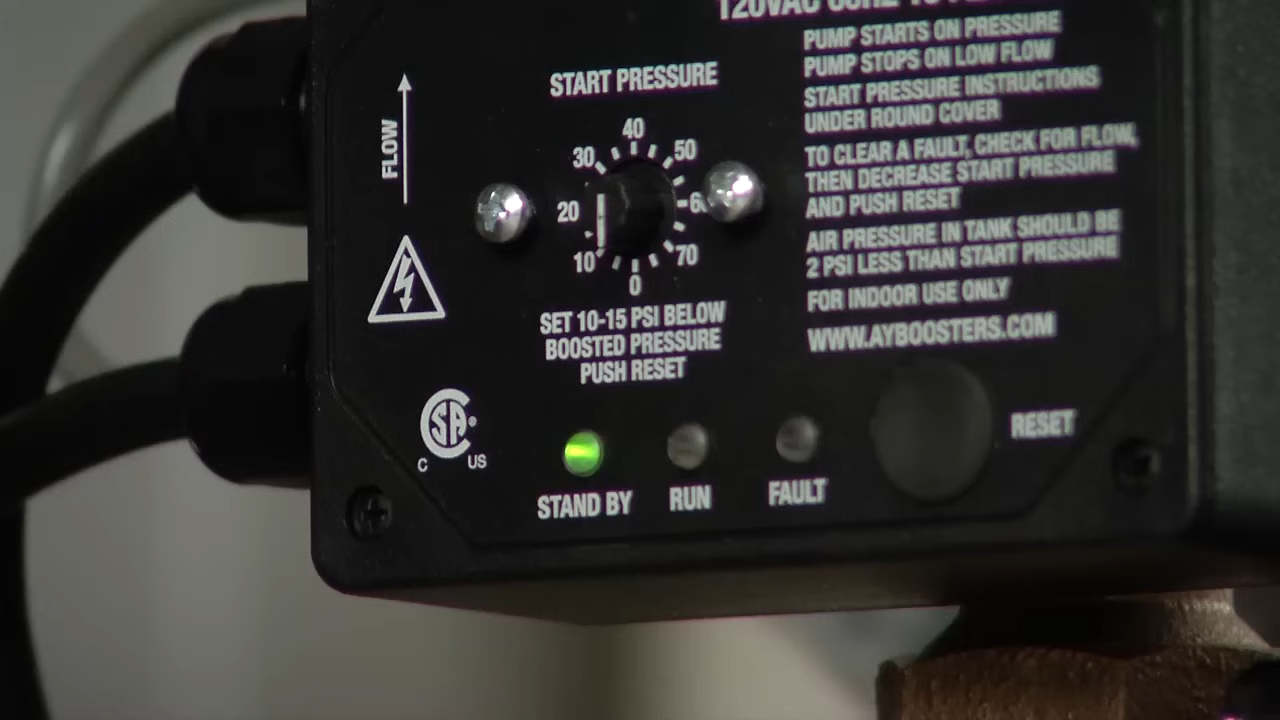 120VAC 60HZ
PUMP STARTS ON PRESSURE
PUMP STOPS ON LOW FLOW
START PRESSURE INSTRUCTIONS
UNDER ROUND COVER
TO CLEAR A FAULT, CHECK FOR FLOW,
THEN DECREASE START PRESSURE
AND PUSH RESET
AIR PRESSURE IN TANK SHOULD BE
2 PSI LESS THAN START PRESSURE
FOR INDOOR USE ONLY
WWW.AYBOOSTERS.COM
START PRESSURE
40
30
50
20
10
70
0
FLOW
SET 10-15 PSI BELOW
BOOSTED PRESSURE
PUSH RESET
SA®
C US
STAND BY
RUN
FAULT
RESET